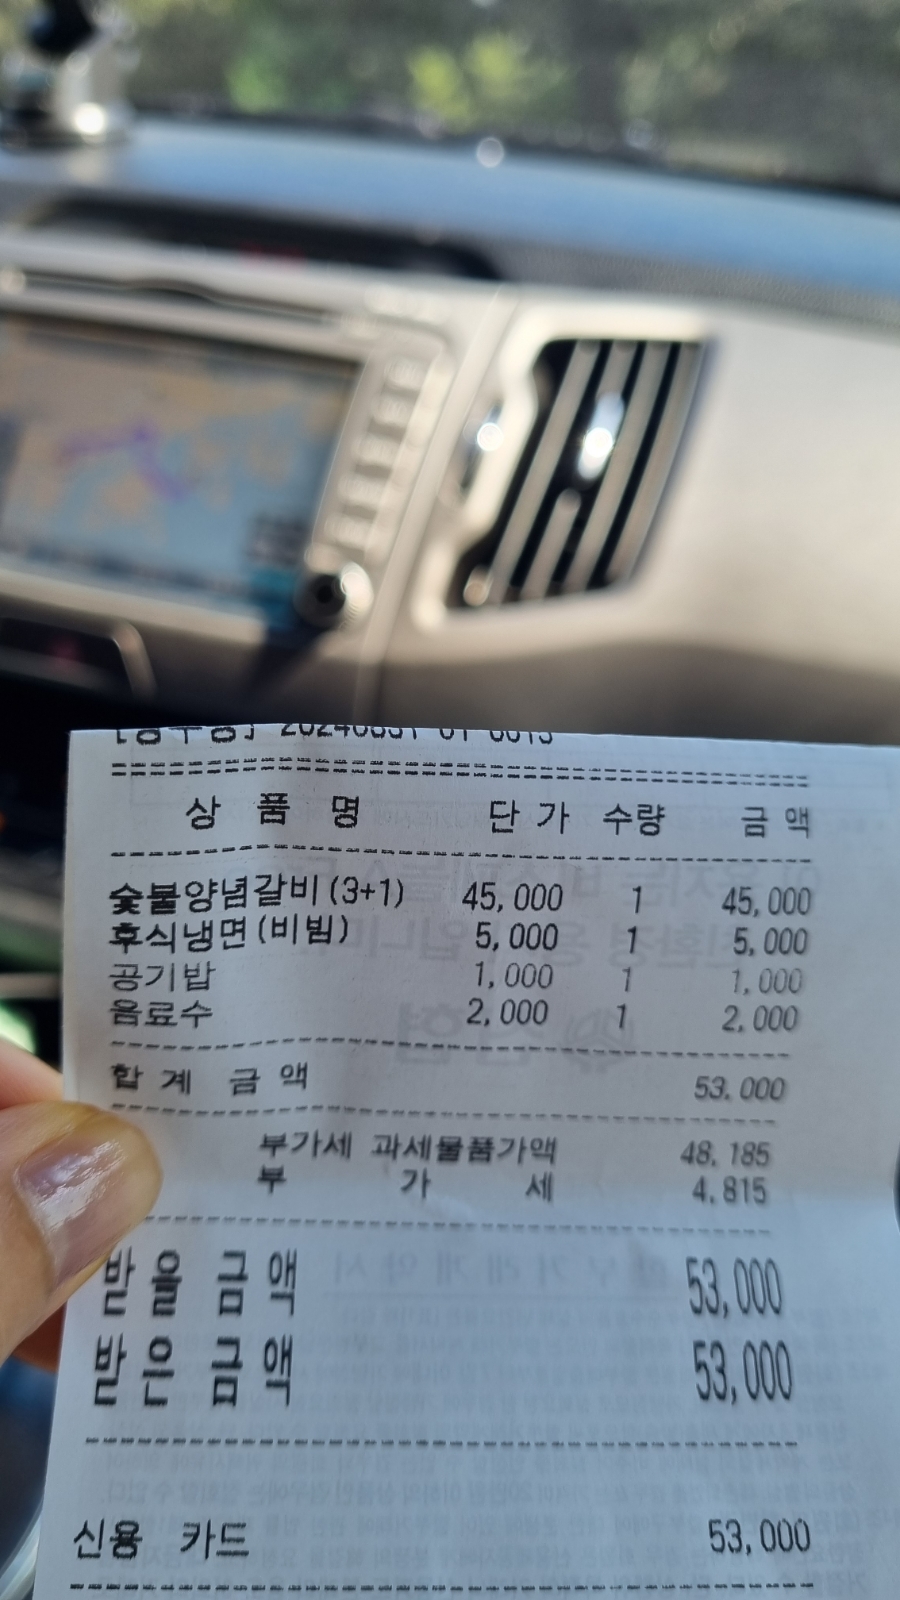 상 품 명 단 가 수량 금 액
숯불양념갈비(3+1) 45,000 1 45,000
후식냉면(비빔) 5,000 1 5,000
공기밥 1,000 1 1,000
음료수 2,000 1 2,000
합 계 금 액 53,000
부가세 과세물품가액 48,185
부 가 세 4,815
받을 금액 53,000
받은 금액 53,000
신용 카드 53,000